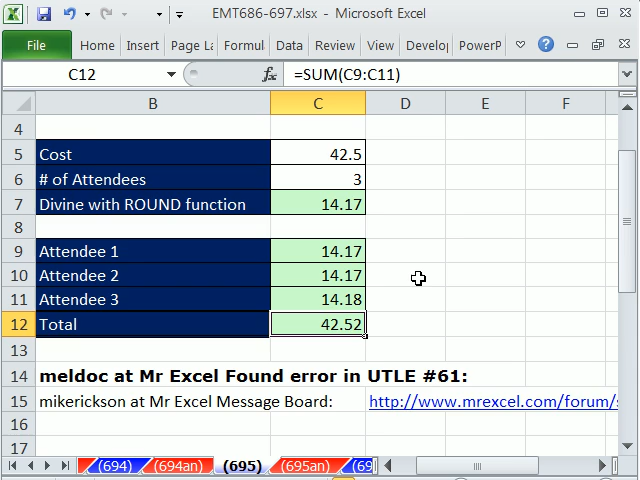 EMT686-697.xlsx - Microsoft Excel
File Home Insert Page La Formul Data Review View Develop PowerP
C12 fx =SUM(C9:C11)
B C D E F
4
5 Cost 42.5
6 # of Attendees 3
7 Divine with ROUND function 14.17
8
9 Attendee 1 14.17
10 Attendee 2 14.17
11 Attendee 3 14.18
12 Total 42.52
13
14 meldoc at Mr Excel Found error in UTLE #61:
15 mikerickson at Mr Excel Message Board: http://www.mrexcel.com/forum/s
16
17
(694) (694an) (695) (695an) (69